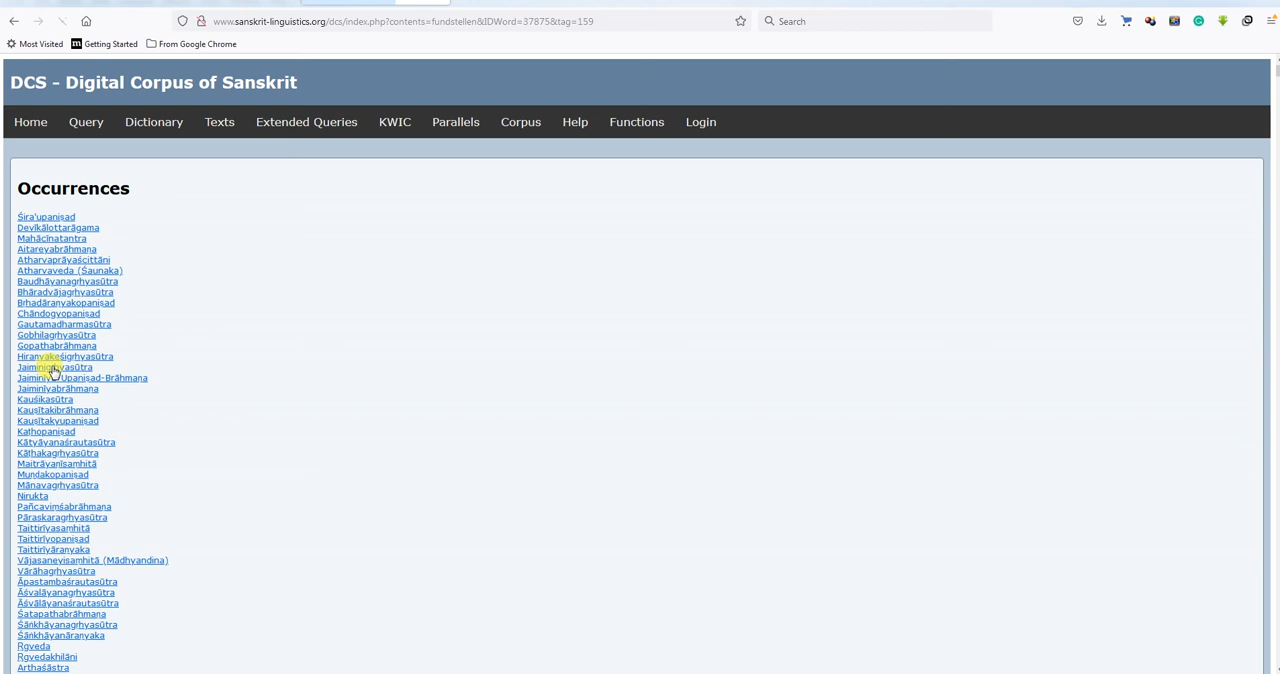 www.sanskrit-linguistics.org/dcs/index.php?contents=fundstellen&IDWord=37875&tag=159
Search
Most Visited
Getting Started
From Google Chrome
DCS - Digital Corpus of Sanskrit
Home Query Dictionary Texts Extended Queries KWIC Parallels Corpus Help Functions Login
Occurrences
Śira'upaniṣad
Devīkālottarāgama
Mahācīnatantra
Aitareyabrāhmaṇa
Atharvaprāyaścittāni
Atharvaveda (Śaunaka)
Baudhāyanagṛhyasūtra
Bhāradvājagṛhyasūtra
Bṛhadāraṇyakopaniṣad
Chāndogyopaniṣad
Gautamadharmasūtra
Gobhilagṛhyasūtra
Gopathabrāhmaṇa
Hiraṇyakeśigṛhyasūtra
Jaiminigṛhyasūtra
Jaiminīya-Upaniṣad-Brāhmaṇa
Jaiminīyabrāhmaṇa
Kauśikasūtra
Kauṣītakibrāhmaṇa
Kauṣītakyupaniṣad
Kaṭhopaniṣad
Kātyāyanaśrautasūtra
Kāṭhakagṛhyasūtra
Maitrāyaṇīsaṃhitā
Muṇḍakopaniṣad
Mānavagṛhyasūtra
Nirukta
Pañcaviṃśabrāhmaṇa
Pāraskaragṛhyasūtra
Taittirīyasaṃhitā
Taittirīyopaniṣad
Taittirīyāraṇyaka
Vājasaneyisaṃhitā (Mādhyandina)
Vārāhagṛhyasūtra
Āpastambaśrautasūtra
Āśvalāyanagṛhyasūtra
Āśvālāyanaśrautasūtra
Śatapathabrāhmaṇa
Śāṅkhāyanagṛhyasūtra
Śāṅkhāyanāraṇyaka
Ṛgveda
Ṛgvedakhilāni
Arthaśāstra